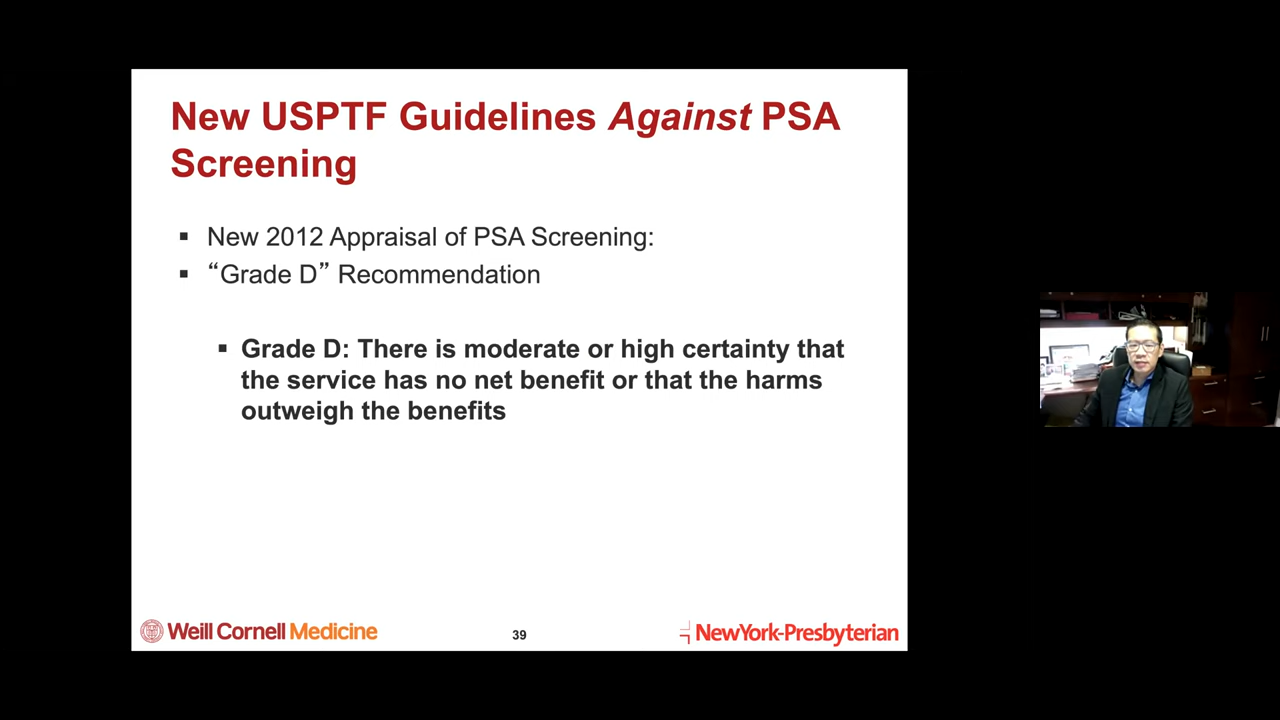 New USPTF Guidelines Against PSA
Screening
▪ New 2012 Appraisal of PSA Screening:
▪ “Grade D” Recommendation
▪ Grade D: There is moderate or high certainty that
the service has no net benefit or that the harms
outweigh the benefits
Weill Cornell Medicine
39
NewYork-Presbyterian